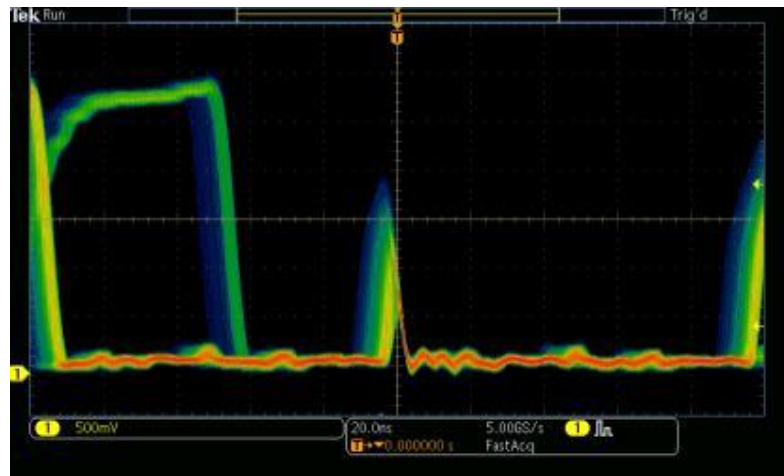 Tek Run Trig'd
T
T
1
1 500mV 20.0ns 5.00GS/s 1
T→▼0.000000 s FastAcq